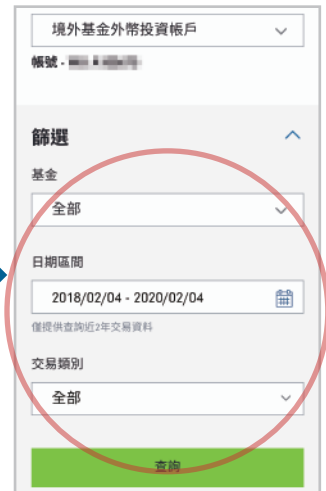 境外基金外幣投資帳戶
帳號 -
篩選
基金
全部
日期區間
2018/02/04 - 2020/02/04
僅提供查詢近2年交易資料
交易類別
全部
查詢